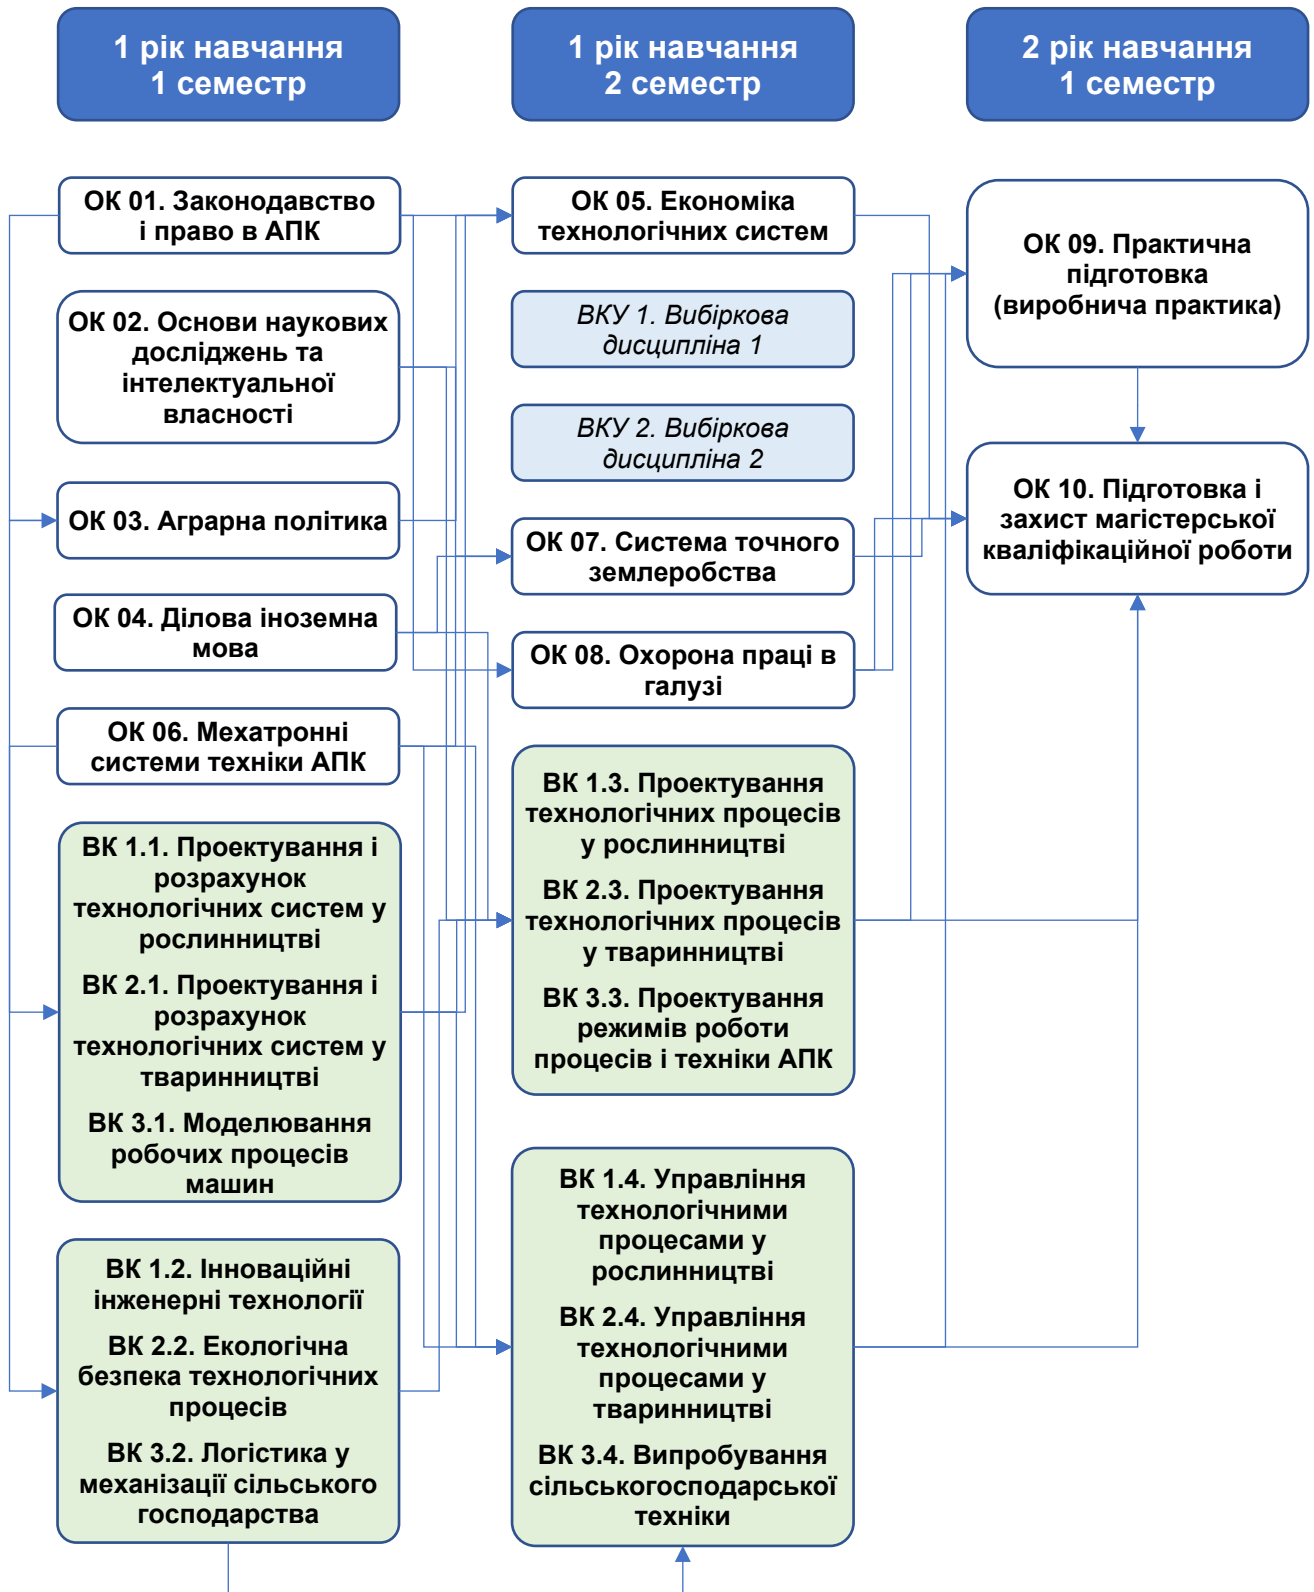 1 рік навчання
1 семестр
1 рік навчання
2 семестр
2 рік навчання
1 семестр
ОК 01. Законодавство
і право в АПК
ОК 02. Основи наукових
досліджень та
інтелектуальної
власності
ОК 03. Аграрна політика
ОК 04. Ділова іноземна
мова
ОК 06. Мехатронні
системи техніки АПК
ВК 1.1. Проектування і
розрахунок
технологічних систем у
рослинництві
ВК 2.1. Проектування і
розрахунок
технологічних систем у
тваринництві
ВК 3.1. Моделювання
робочих процесів
машин
ВК 1.2. Інноваційні
інженерні технології
ВК 2.2. Екологічна
безпека технологічних
процесів
ВК 3.2. Логістика у
механізації сільського
господарства
ОК 05. Економіка
технологічних систем
ВКУ 1. Вибіркова
дисципліна 1
ВКУ 2. Вибіркова
дисципліна 2
ОК 07. Система точного
землеробства
ОК 08. Охорона праці в
галузі
ВК 1.3. Проектування
технологічних процесів
у рослинництві
ВК 2.3. Проектування
технологічних процесів
у тваринництві
ВК 3.3. Проектування
режимів роботи
процесів і техніки АПК
ВК 1.4. Управління
технологічними
процесами у
рослинництві
ВК 2.4. Управління
технологічними
процесами у
тваринництві
ВК 3.4. Випробування
сільськогосподарської
техніки
ОК 09. Практична
підготовка
(виробнича практика)
ОК 10. Підготовка і
захист магістерської
кваліфікаційної роботи